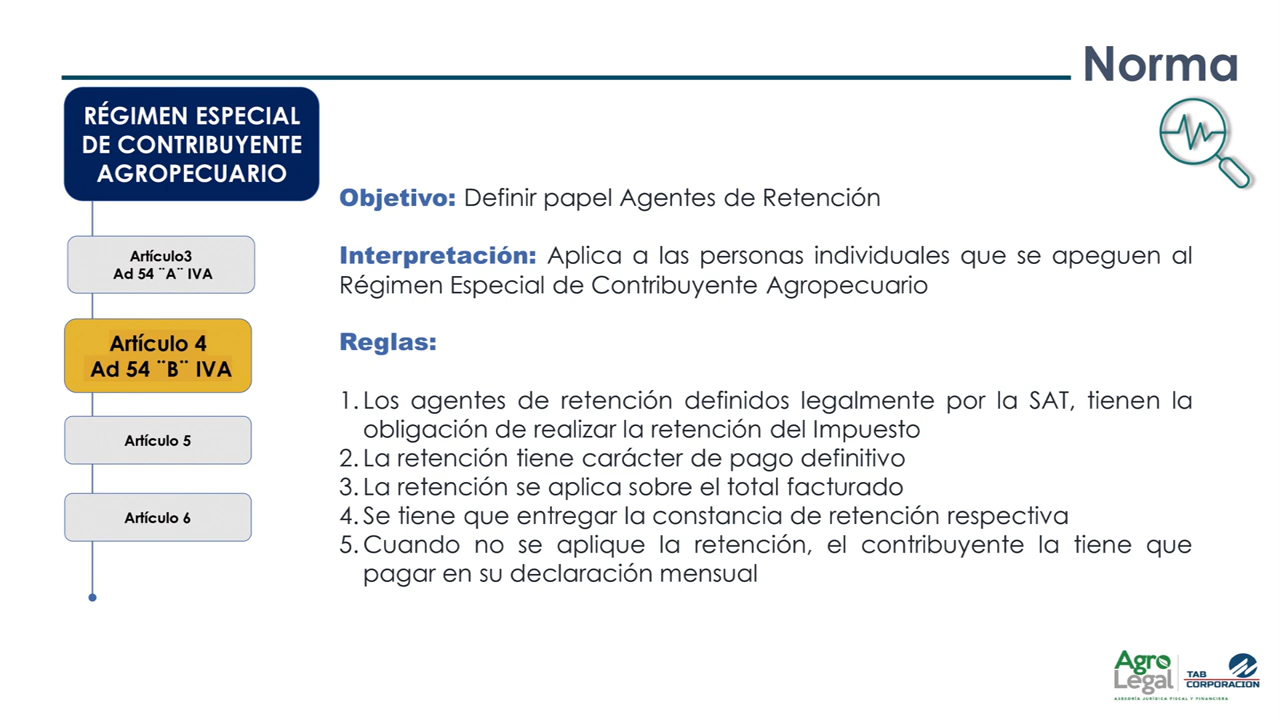 Norma
RÉGIMEN ESPECIAL
DE CONTRIBUYENTE
AGROPECUARIO
Artículo3
Ad 54 ¨A¨ IVA
Artículo 4
Ad 54 ¨B¨ IVA
Artículo 5
Artículo 6
Objetivo: Definir papel Agentes de Retención
Interpretación: Aplica a las personas individuales que se apeguen al
Régimen Especial de Contribuyente Agropecuario
Reglas:
1. Los agentes de retención definidos legalmente por la SAT, tienen la
obligación de realizar la retención del Impuesto
2. La retención tiene carácter de pago definitivo
3. La retención se aplica sobre el total facturado
4. Se tiene que entregar la constancia de retención respectiva
5. Cuando no se aplique la retención, el contribuyente la tiene que
pagar en su declaración mensual
Agro
Legal
ASESORÍA JURÍDICA FISCAL Y FINANCIERA
TAB
CORPORACION